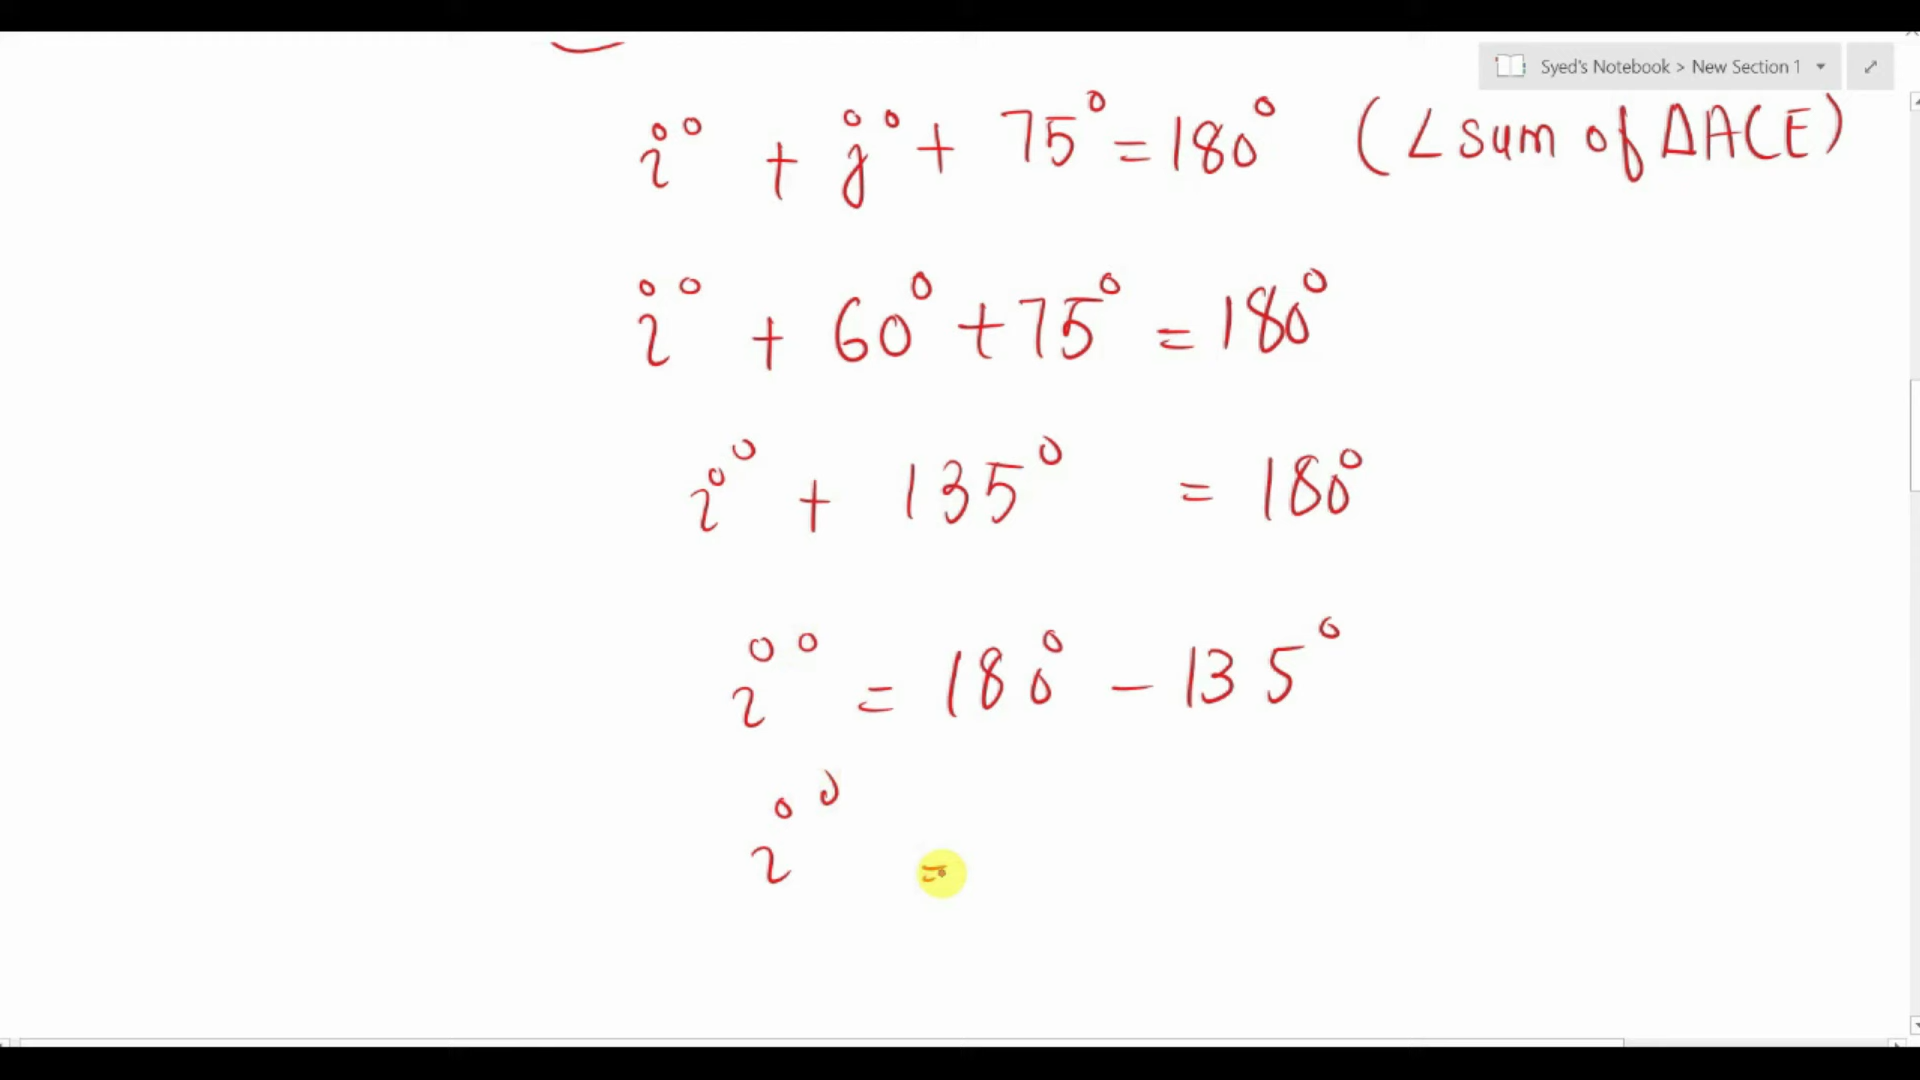 Syed's Notebook > New Section 1
i° + j° + 75° = 180° (∠ sum of ΔACE)
i° + 60° + 75° = 180°
i° + 135° = 180°
i° = 180° - 135°
i° =